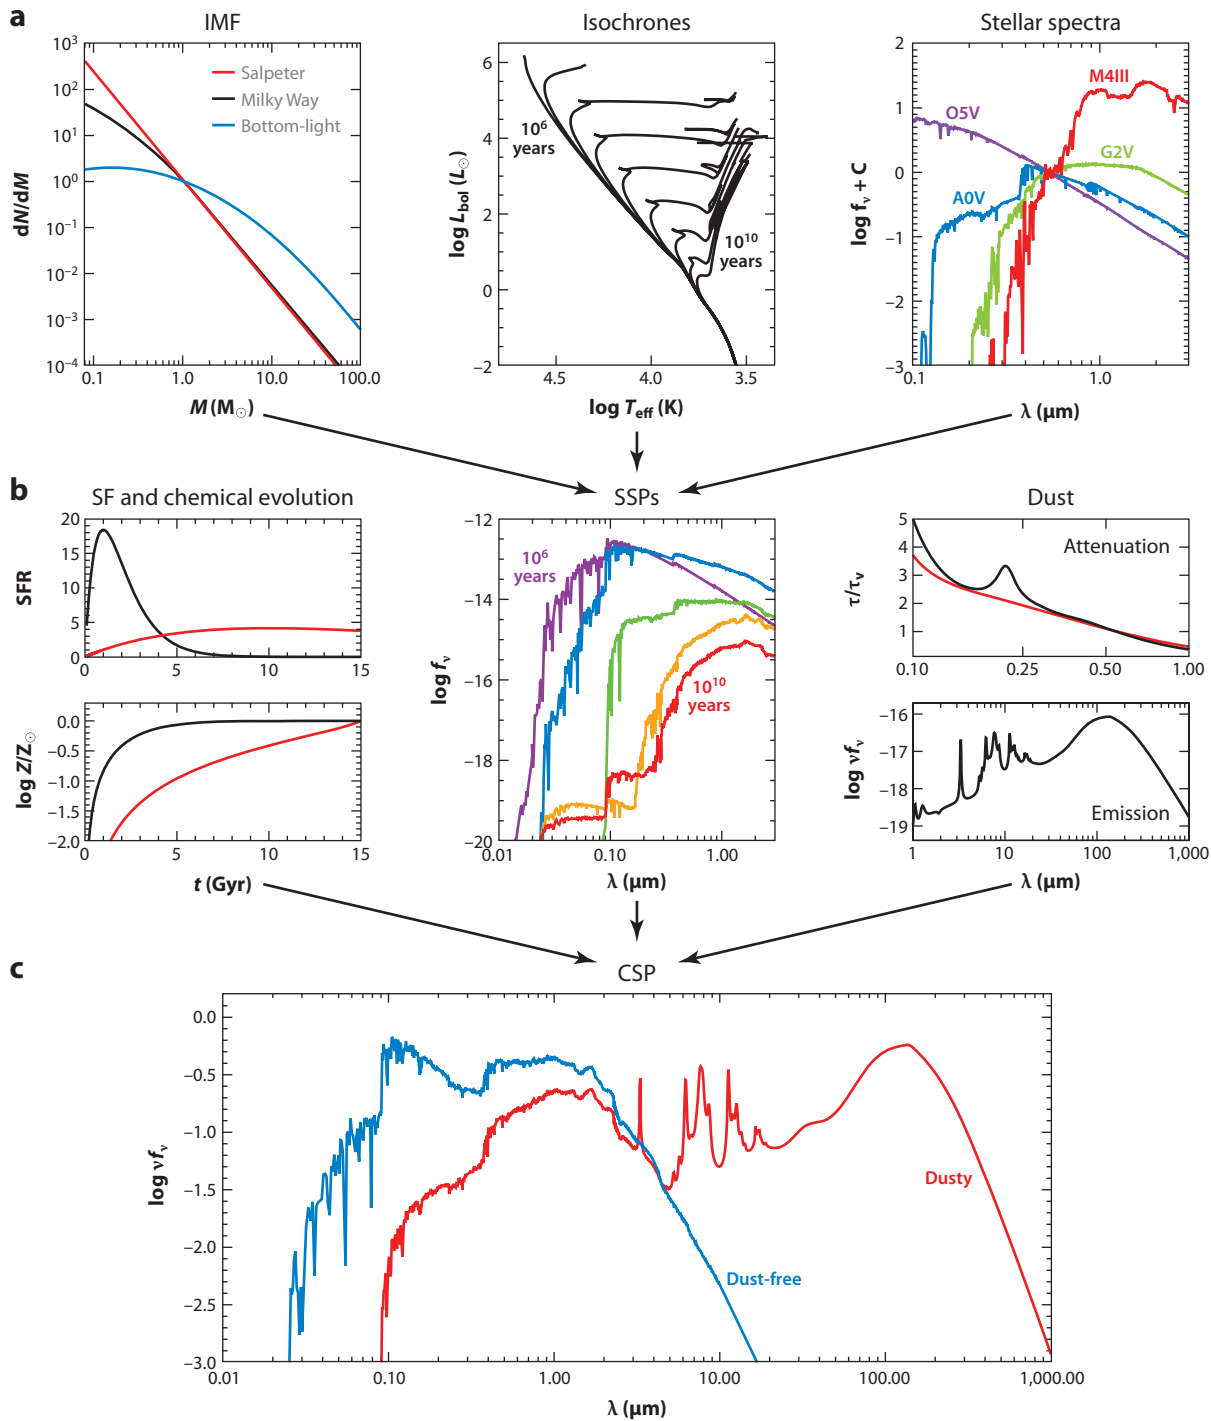 a
IMF
Isochrones
Stellar spectra
10³
10²
10¹
10⁰
10⁻¹
10⁻²
10⁻³
10⁻⁴
dN/dM
Salpeter
Milky Way
Bottom-light
0.1
1.0
10.0
100.0
M (M☉)
6
4
2
0
−2
log L_bol (L☉)
10⁶
years
10¹⁰
years
4.5
4.0
3.5
log T_eff (K)
2
1
0
−1
−2
−3
log f_ν + C
M4III
O5V
G2V
A0V
0.1
1.0
λ (μm)
b
SF and chemical evolution
SSPs
Dust
20
15
10
5
0
SFR
0
5
10
15
0.0
−0.5
−1.0
−1.5
−2.0
log Z/Z☉
0
5
10
15
t (Gyr)
−12
−14
−16
−18
−20
log f_ν
10⁶
years
10¹⁰
years
0.01
0.10
1.00
λ (μm)
5
4
3
2
1
τ/τ_v
Attenuation
0.10
0.25
0.50
1.00
−16
−17
−18
−19
log νf_ν
Emission
1
10
100
1,000
λ (μm)
c
CSP
0.0
−0.5
−1.0
−1.5
−2.0
−2.5
−3.0
log νf_ν
Dusty
Dust-free
0.01
0.10
1.00
10.00
100.00
1,000.00
λ (μm)